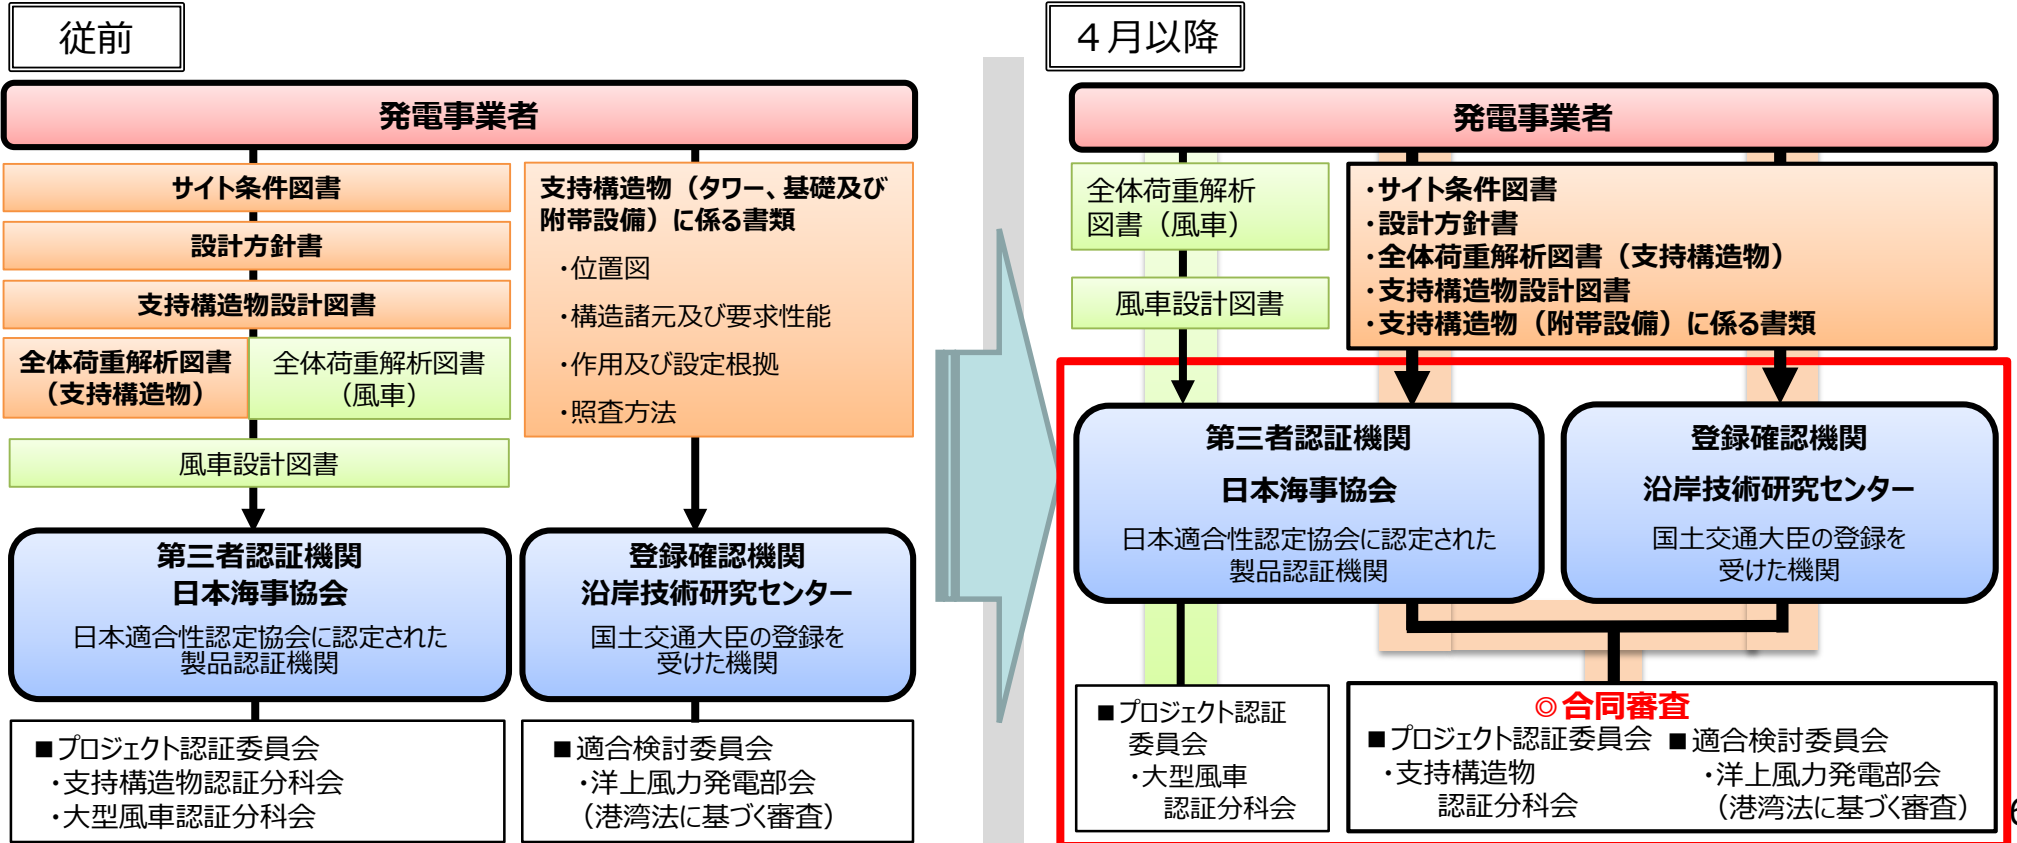 従前
発電事業者
サイト条件図書
設計方針書
支持構造物設計図書
全体荷重解析図書
（支持構造物）
全体荷重解析図書
（風車）
風車設計図書
支持構造物（タワー、基礎及び
附帯設備）に係る書類
・位置図
・構造諸元及び要求性能
・作用及び設定根拠
・照査方法
第三者認証機関
日本海事協会
日本適合性認定協会に認定された
製品認証機関
登録確認機関
沿岸技術研究センター
国土交通大臣の登録を
受けた機関
■プロジェクト認証委員会
・支持構造物認証分科会
・大型風車認証分科会
■適合検討委員会
・洋上風力発電部会
（港湾法に基づく審査）
４月以降
発電事業者
全体荷重解析
図書（風車）
風車設計図書
・サイト条件図書
・設計方針書
・全体荷重解析図書（支持構造物）
・支持構造物設計図書
・支持構造物（附帯設備）に係る書類
第三者認証機関
日本海事協会
日本適合性認定協会に認定された
製品認証機関
登録確認機関
沿岸技術研究センター
国土交通大臣の登録を
受けた機関
■プロジェクト認証
委員会
・大型風車
認証分科会
◎合同審査
■プロジェクト認証委員会
・支持構造物
認証分科会
■適合検討委員会
・洋上風力発電部会
（港湾法に基づく審査）